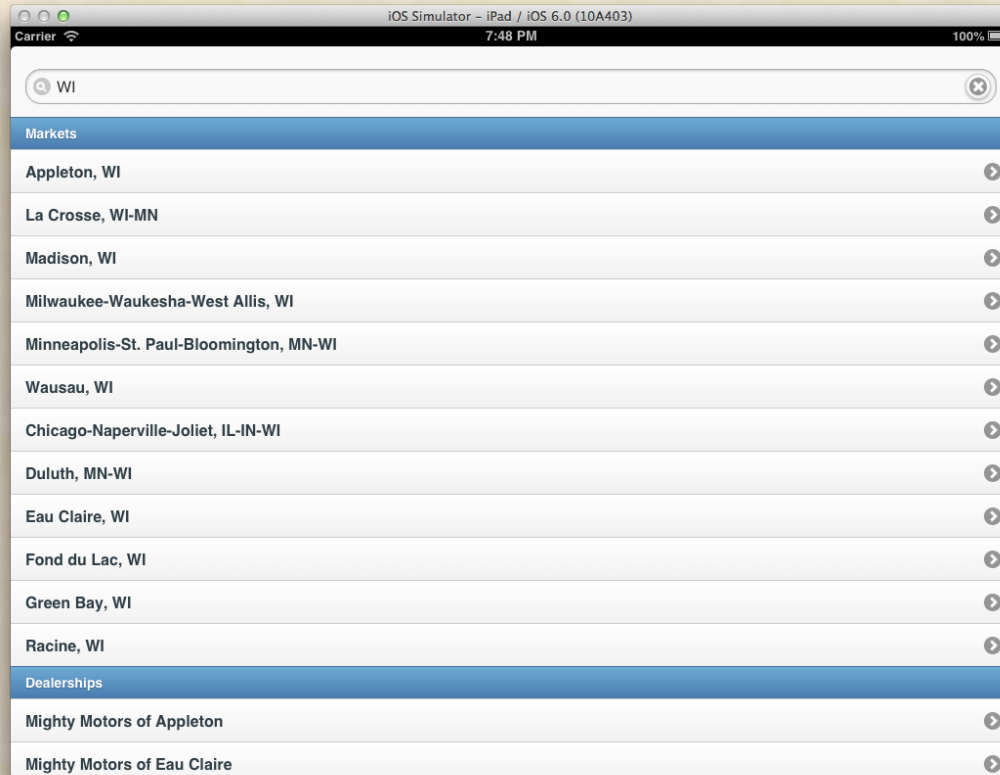 iOS Simulator - iPad / iOS 6.0 (10A403)
Carrier 7:48 PM 100%
WI
Markets
Appleton, WI
La Crosse, WI-MN
Madison, WI
Milwaukee-Waukesha-West Allis, WI
Minneapolis-St. Paul-Bloomington, MN-WI
Wausau, WI
Chicago-Naperville-Joliet, IL-IN-WI
Duluth, MN-WI
Eau Claire, WI
Fond du Lac, WI
Green Bay, WI
Racine, WI
Dealerships
Mighty Motors of Appleton
Mighty Motors of Eau Claire